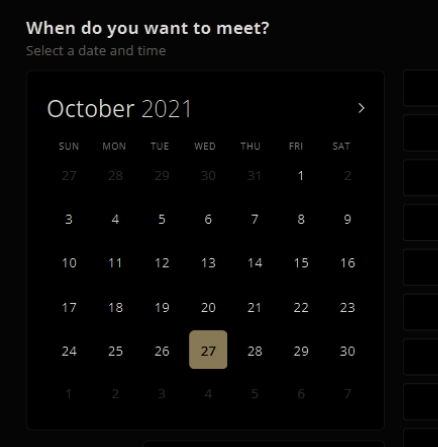 When do you want to meet?
Select a date and time
October 2021
SUN MON TUE WED THU FRI SAT
27 28 29 30 31 1 2
3 4 5 6 7 8 9
10 11 12 13 14 15 16
17 18 19 20 21 22 23
24 25 26 27 28 29 30
1 2 3 4 5 6 7